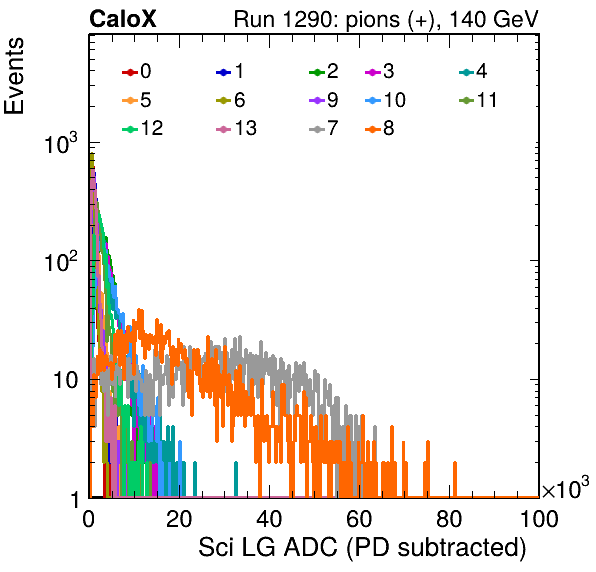 CaloX Run 1290: pions (+), 140 GeV
Events
0 1 2 3 4
5 6 9 10 11
12 13 7 8
10³
10²
10
1
0 20 40 60 80 100 ×10³
Sci LG ADC (PD subtracted)